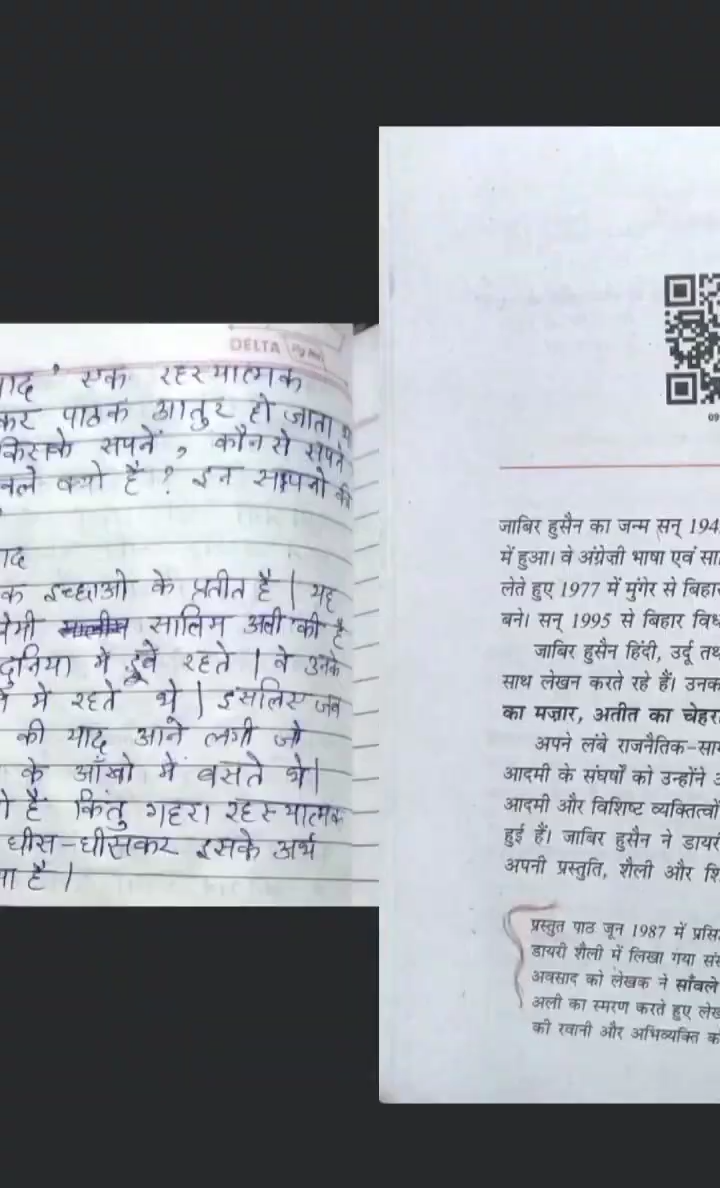 DELTA
याद ' एक रहस्यात्मक
कर पाठक आतुर हो जाता
किसके सपनें , कौन से सपने
वले क्यो है ? इन सपनो की
याद
क इच्छाओ के प्रतीत है | यह
प्रेमी सालिम अली की है
दुनिया में डूबे रहते | वे उनके
में रहते थे | इसलिए जब
की याद आने लगी जो
के आँखो में बसते थे |
है किंतु गहरा रहस्यात्मक
घीस-घीसकर इसके अर्थ
है |
09
जाबिर हुसैन का जन्म सन् 194
में हुआ। वे अंग्रेज़ी भाषा एवं सा
लेते हुए 1977 में मुंगेर से बिहार
बने। सन् 1995 से बिहार विध
जाबिर हुसैन हिंदी, उर्दू तथ
साथ लेखन करते रहे हैं। उनक
का मज़ार, अतीत का चेहर
अपने लंबे राजनैतिक-सा
आदमी के संघर्षों को उन्होंने
आदमी और विशिष्ट व्यक्तित्वों
हुई हैं। जाबिर हुसैन ने डायर
अपनी प्रस्तुति, शैली और शि
प्रस्तुत पाठ जून 1987 में प्रसि
डायरी शैली में लिखा गया संस
अवसाद को लेखक ने साँवले
अली का स्मरण करते हुए लेख
की रवानी और अभिव्यक्ति क